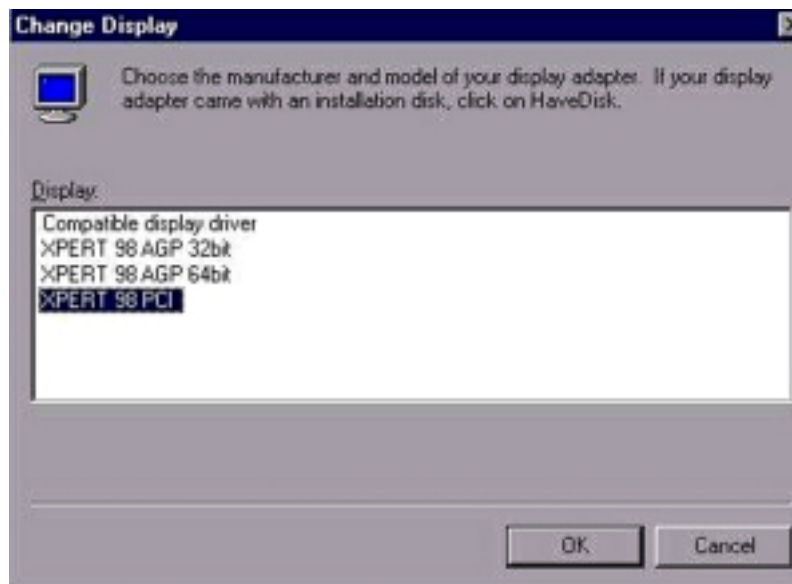 Change Display
Choose the manufacturer and model of your display adapter. If your display
adapter came with an installation disk, click on HaveDisk.
Display:
Compatible display driver
XPERT 98 AGP 32bit
XPERT 98 AGP 64bit
XPERT 98 PCI
OK
Cancel